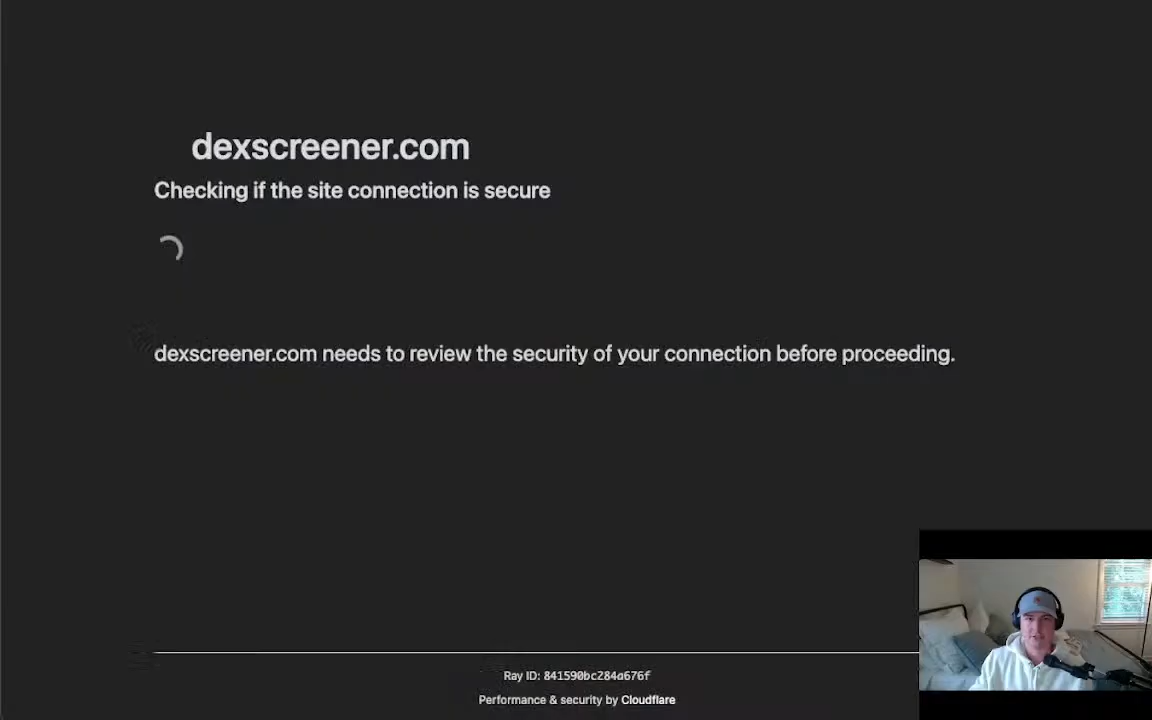 dexscreener.com
Checking if the site connection is secure
dexscreener.com needs to review the security of your connection before proceeding.
Ray ID: 841590bc284a676f
Performance & security by Cloudflare